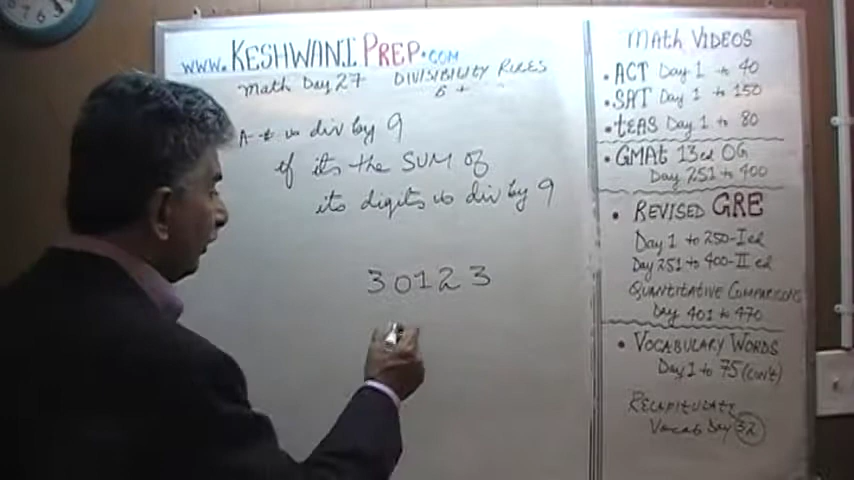 www.KESHWANI PREP.COM
Math Day 27 DIVISIBILITY RULES
A # is div by 9
if it's the SUM of
its digits is div by 9
30123
Math VIDEOS
• ACT Day 1 to 40
• SAT Day 1 to 150
• tEAS Day 1 to 80
• GMAt 13ed OG
Day 251 to 400
• REVISED GRE
Day 1 to 250-I ed
Day 251 to 400-II ed
QUANTITATIVE COMPARISONS
Day 401 to 470
• VOCABULARY WORDS
Day 1 to 75 (con't)
RECAPITULATE
Vocab Day 32